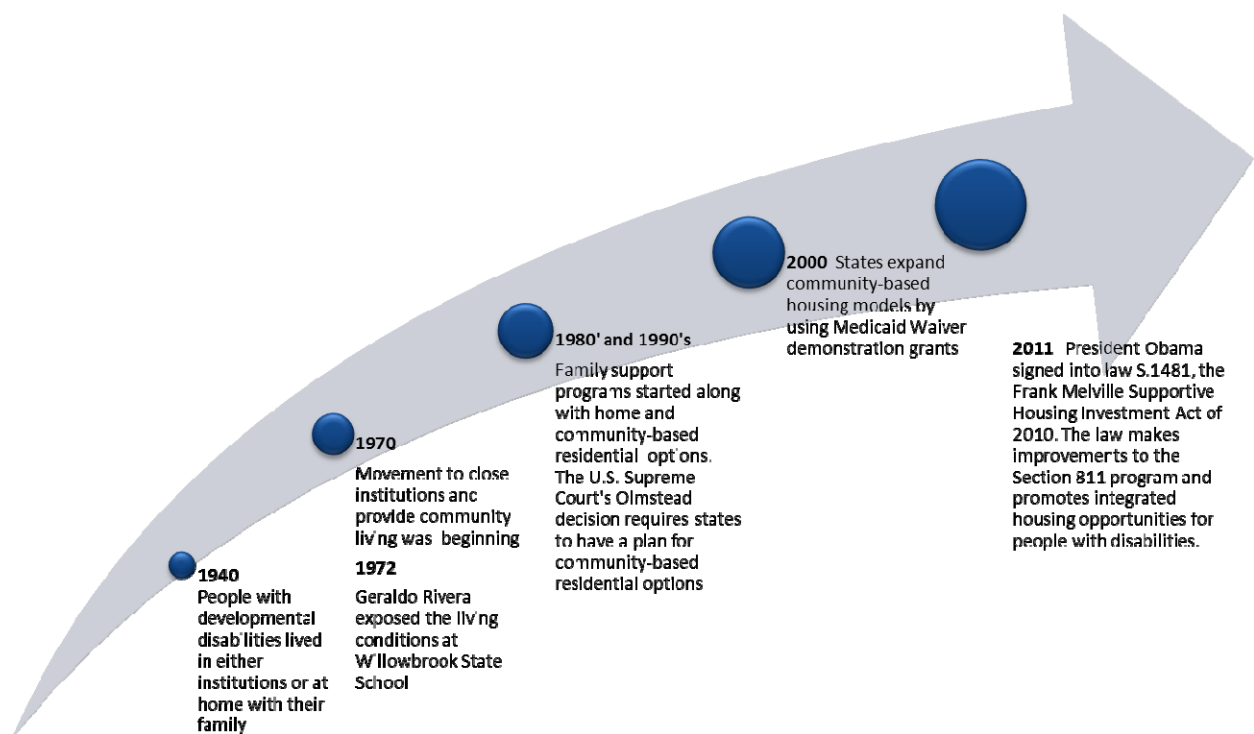 1940
People with
developmental
disabilities lived
in either
institutions or at
home with their
family
1970
Movement to close
institutions and
provide community
living was beginning
1972
Geraldo Rivera
exposed the living
conditions at
Willowbrook State
School
1980' and 1990's
Family support
programs started along
with home and
community-based
residential options.
The U.S. Supreme
Court's Olmstead
decision requires states
to have a plan for
community-based
residential options
2000 States expand
community-based
housing models by
using Medicaid Waiver
demonstration grants
2011 President Obama
signed into law S.1481, the
Frank Melville Supportive
Housing Investment Act of
2010. The law makes
improvements to the
Section 811 program and
promotes integrated
housing opportunities for
people with disabilities.